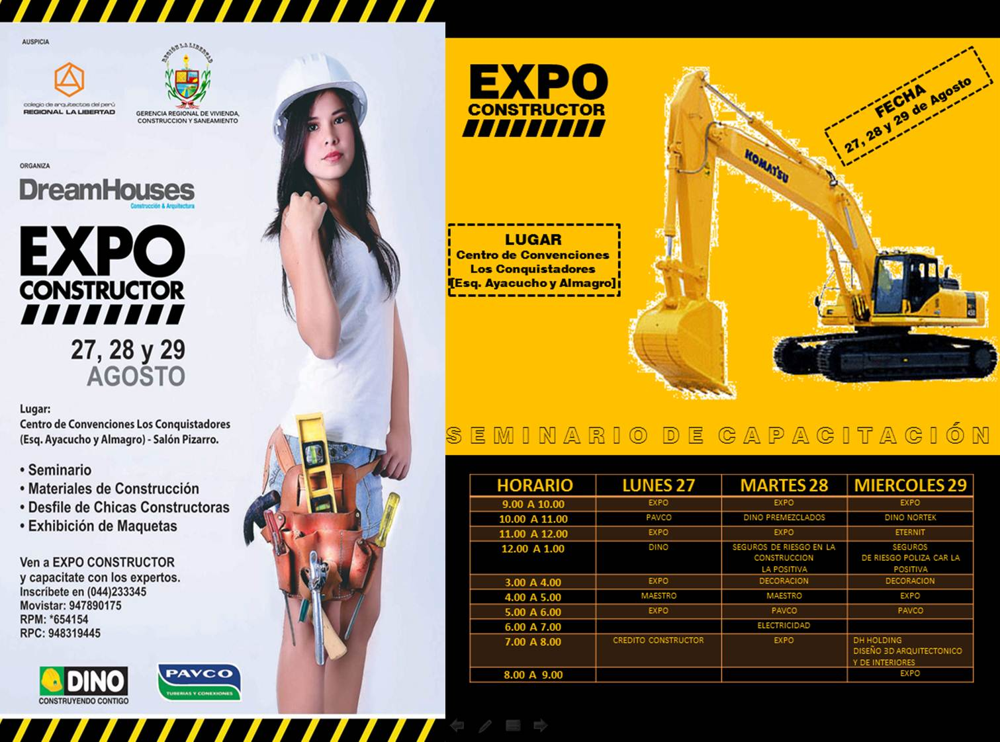 AUSPICIA
colegio de arquitectos del perú
REGIONAL LA LIBERTAD
REGIÓN LA LIBERTAD
GERENCIA REGIONAL DE VIVIENDA,
CONSTRUCCION Y SANEAMIENTO
ORGANIZA
DreamHouses
Construcción & Arquitectura
EXPO
CONSTRUCTOR
27, 28 y 29
AGOSTO
Lugar:
Centro de Convenciones Los Conquistadores
(Esq. Ayacucho y Almagro) - Salón Pizarro.
• Seminario
• Materiales de Construcción
• Desfile de Chicas Constructoras
• Exhibición de Maquetas
Ven a EXPO CONSTRUCTOR
y capacitate con los expertos.
Inscríbete en (044)233345
Movistar: 947890175
RPM: *654154
RPC: 948319445
DINO
CONSTRUYENDO CONTIGO
PAVCO
TUBERIAS Y CONEXIONES
EXPO
CONSTRUCTOR
FECHA
27, 28 y 29 de Agosto
KOMATSU
LUGAR
Centro de Convenciones
Los Conquistadores
[Esq. Ayacucho y Almagro]
SEMINARIO DE CAPACITACIÓN
HORARIO LUNES 27 MARTES 28 MIERCOLES 29
9.00 A 10.00 EXPO EXPO EXPO
10.00 A 11.00 PAVCO DINO PREMEZCLADOS DINO NORTEK
11.00 A 12.00 EXPO EXPO ETERNIT
12.00 A 1.00 DINO SEGUROS DE RIESGO EN LA SEGUROS
CONSTRUCCION DE RIESGO POLIZA CAR LA
LA POSITIVA POSITIVA
3.00 A 4.00 EXPO DECORACION DECORACION
4.00 A 5.00 MAESTRO MAESTRO EXPO
5.00 A 6.00 EXPO PAVCO PAVCO
6.00 A 7.00 ELECTRICIDAD
7.00 A 8.00 CREDITO CONSTRUCTOR EXPO DH HOLDING
DISEÑO 3D ARQUITECTONICO
Y DE INTERIORES
8.00 A 9.00 EXPO